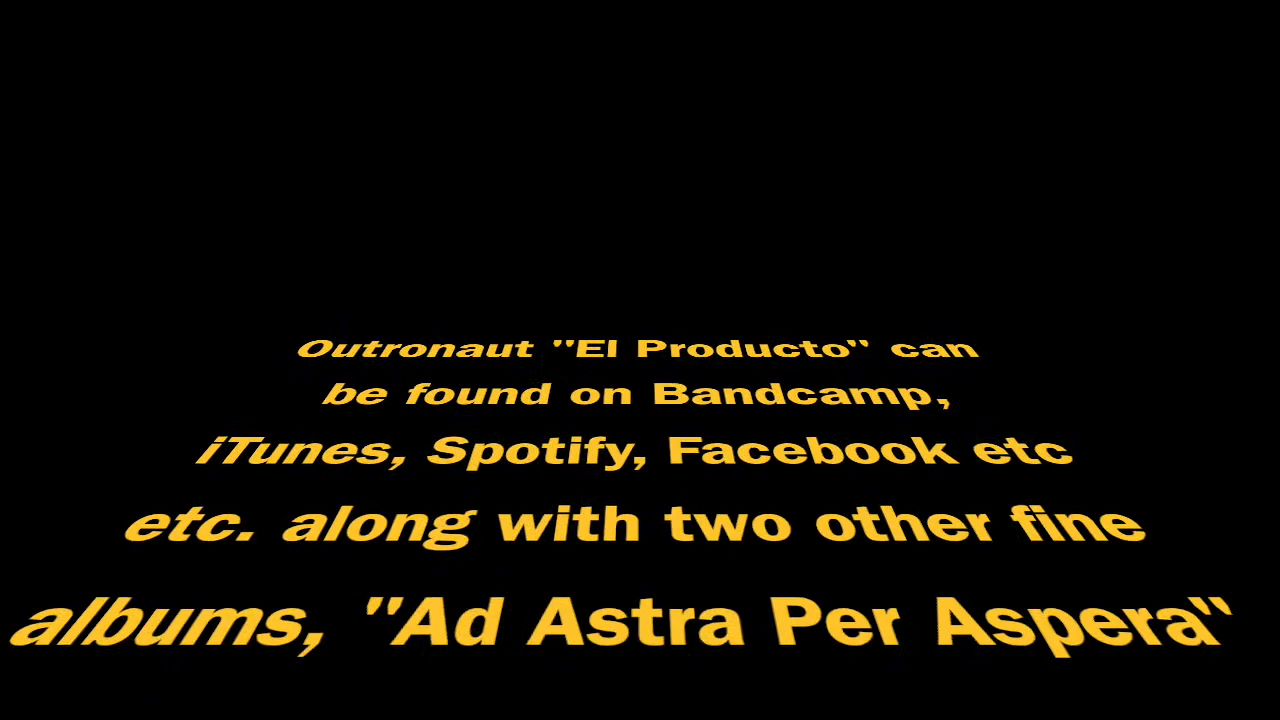 Outronaut "El Producto" can
be found on Bandcamp,
iTunes, Spotify, Facebook etc
etc. along with two other fine
albums, "Ad Astra Per Aspera"